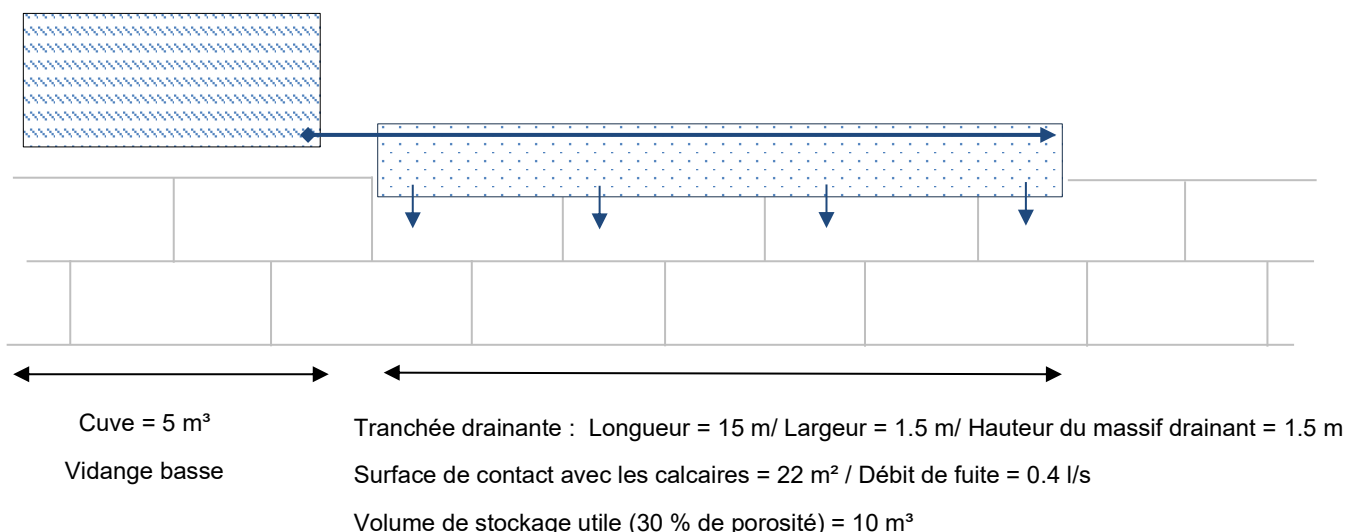 Cuve = 5 m³
Vidange basse
Tranchée drainante : Longueur = 15 m/ Largeur = 1.5 m/ Hauteur du massif drainant = 1.5 m
Surface de contact avec les calcaires = 22 m² / Débit de fuite = 0.4 l/s
Volume de stockage utile (30 % de porosité) = 10 m³